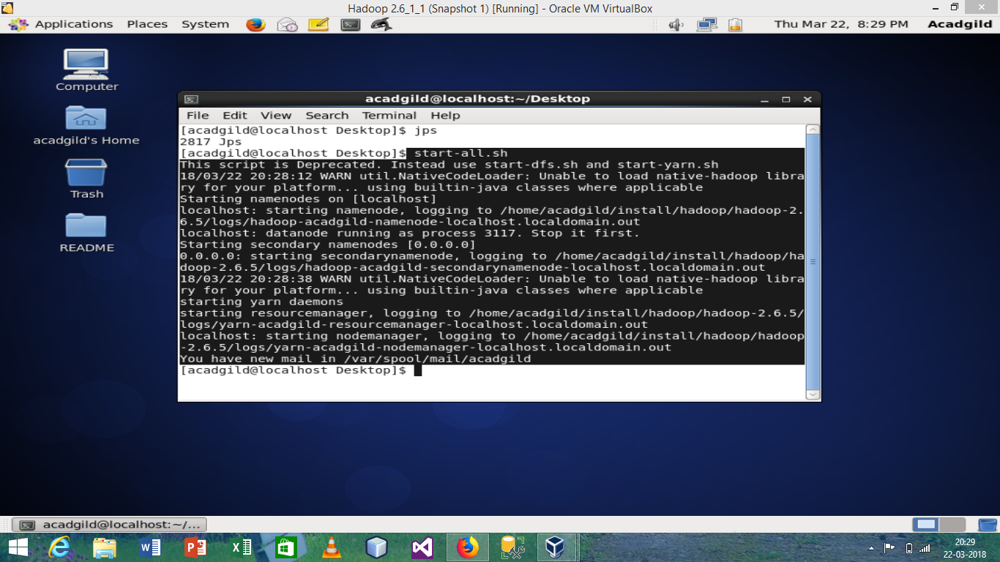 Hadoop 2.6_1_1 (Snapshot 1) [Running] - Oracle VM VirtualBox
Applications Places System Thu Mar 22, 8:29 PM Acadgild
Computer
acadgild's Home
Trash
README
acadgild@localhost:~/Desktop
File Edit View Search Terminal Help
[acadgild@localhost Desktop]$ jps
2817 Jps
[acadgild@localhost Desktop]$ start-all.sh
This script is Deprecated. Instead use start-dfs.sh and start-yarn.sh
18/03/22 20:28:12 WARN util.NativeCodeLoader: Unable to load native-hadoop libra
ry for your platform... using builtin-java classes where applicable
Starting namenodes on [localhost]
localhost: starting namenode, logging to /home/acadgild/install/hadoop/hadoop-2.
6.5/logs/hadoop-acadgild-namenode-localhost.localdomain.out
localhost: datanode running as process 3117. Stop it first.
Starting secondary namenodes [0.0.0.0]
0.0.0.0: starting secondarynamenode, logging to /home/acadgild/install/hadoop/ha
doop-2.6.5/logs/hadoop-acadgild-secondarynamenode-localhost.localdomain.out
18/03/22 20:28:38 WARN util.NativeCodeLoader: Unable to load native-hadoop libra
ry for your platform... using builtin-java classes where applicable
starting yarn daemons
starting resourcemanager, logging to /home/acadgild/install/hadoop/hadoop-2.6.5/
logs/yarn-acadgild-resourcemanager-localhost.localdomain.out
localhost: starting nodemanager, logging to /home/acadgild/install/hadoop/hadoop
-2.6.5/logs/yarn-acadgild-nodemanager-localhost.localdomain.out
You have new mail in /var/spool/mail/acadgild
[acadgild@localhost Desktop]$
acadgild@localhost:~/...
20:29
22-03-2018